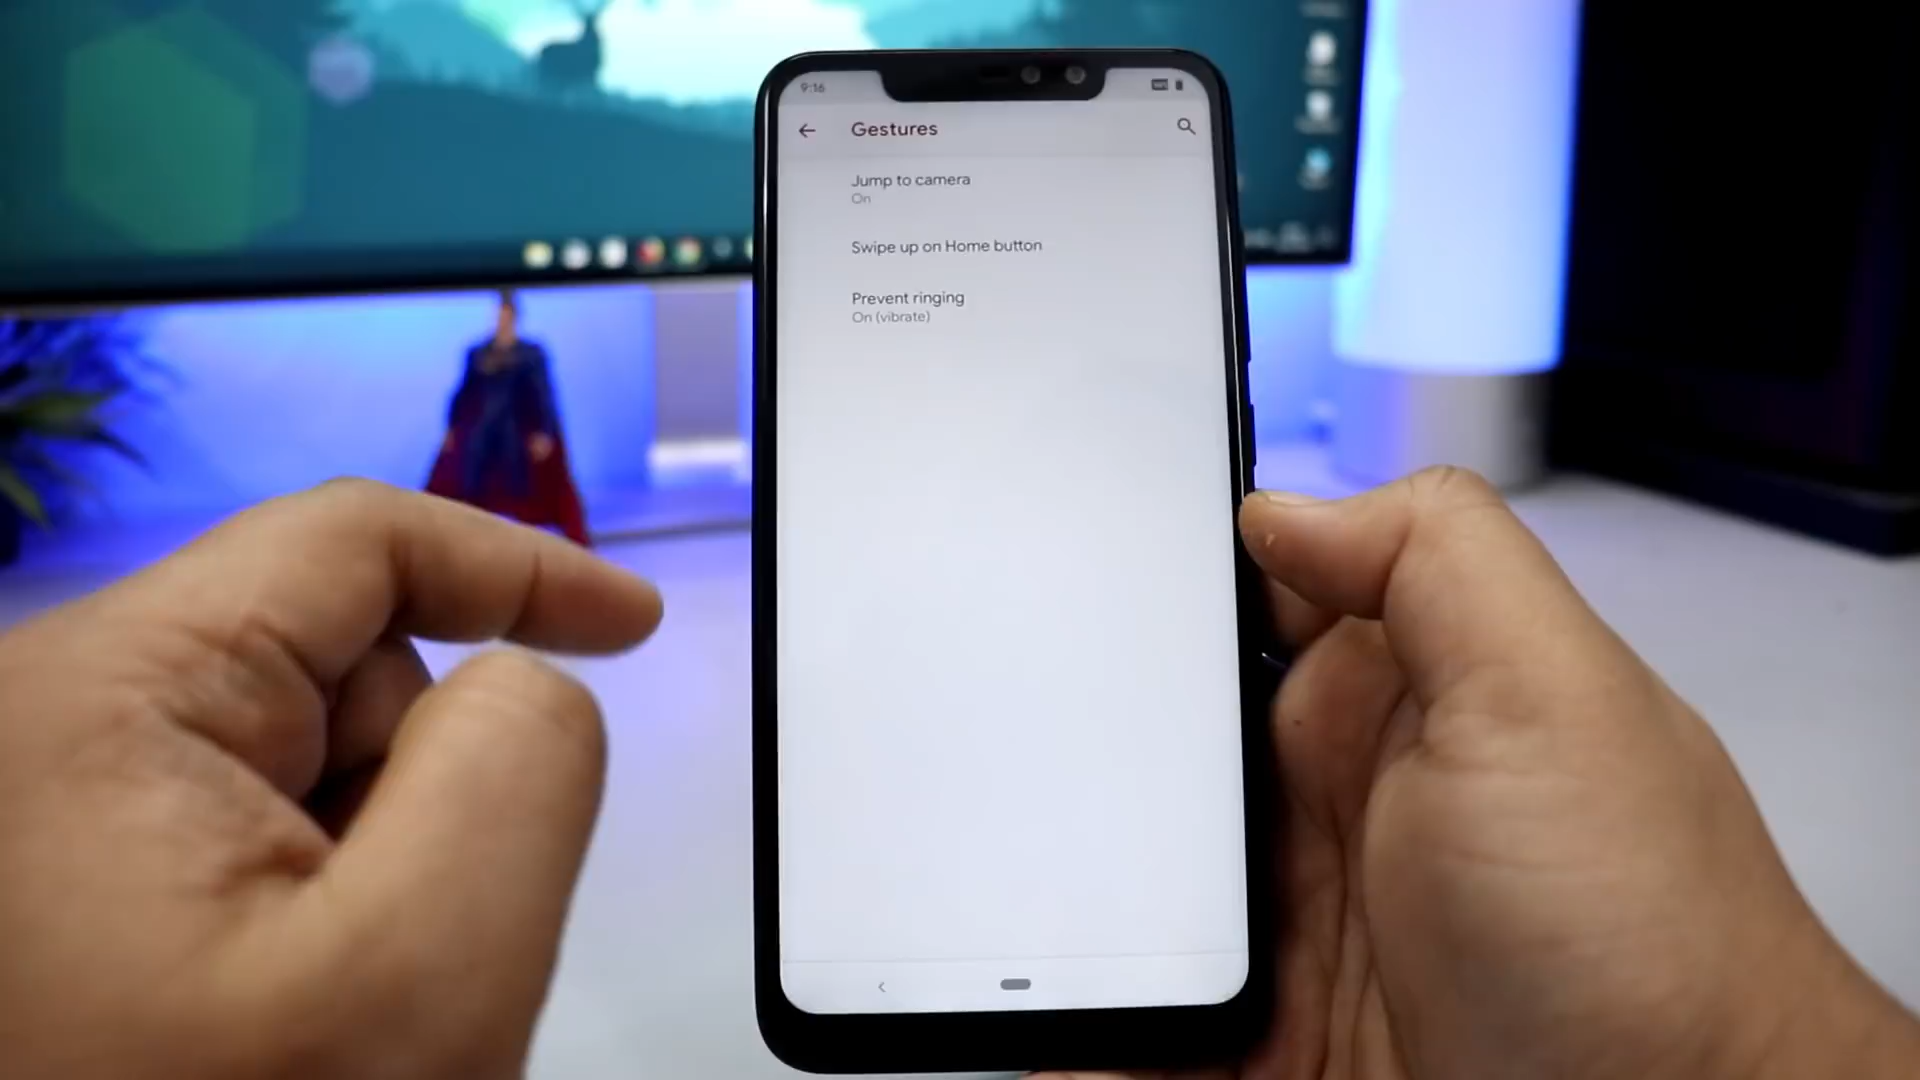 9:16
Gestures
Jump to camera
On
Swipe up on Home button
Prevent ringing
On (vibrate)